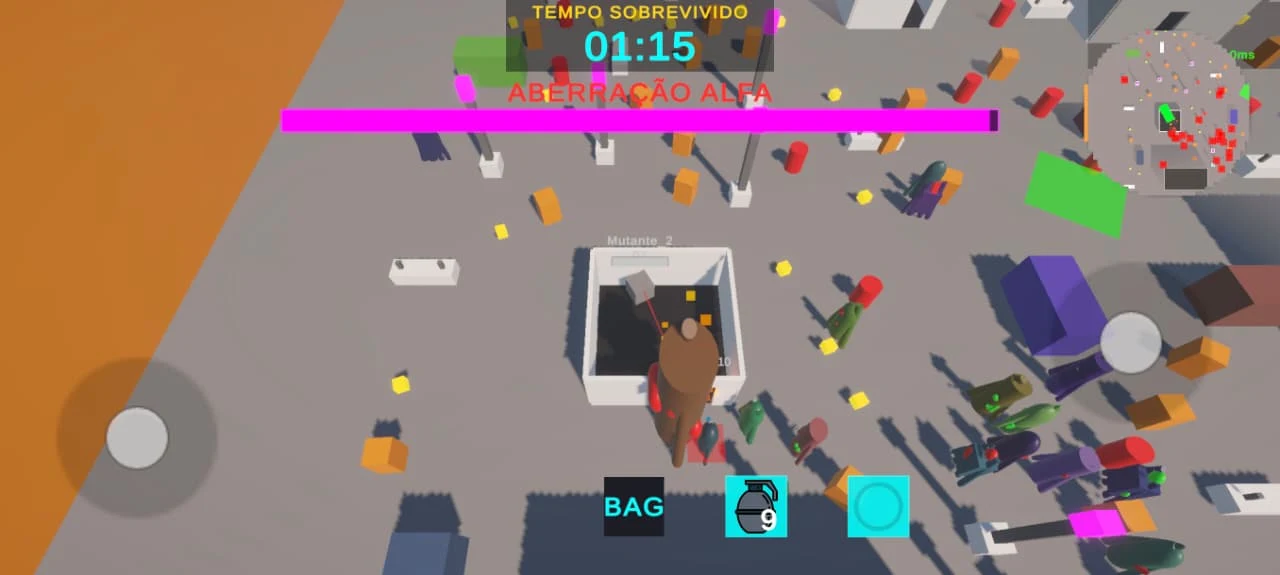 TEMPO SOBREVIVIDO
01:15
ABERRAÇÃO ALFA
0ms
Mutante_2
10
BAG
9